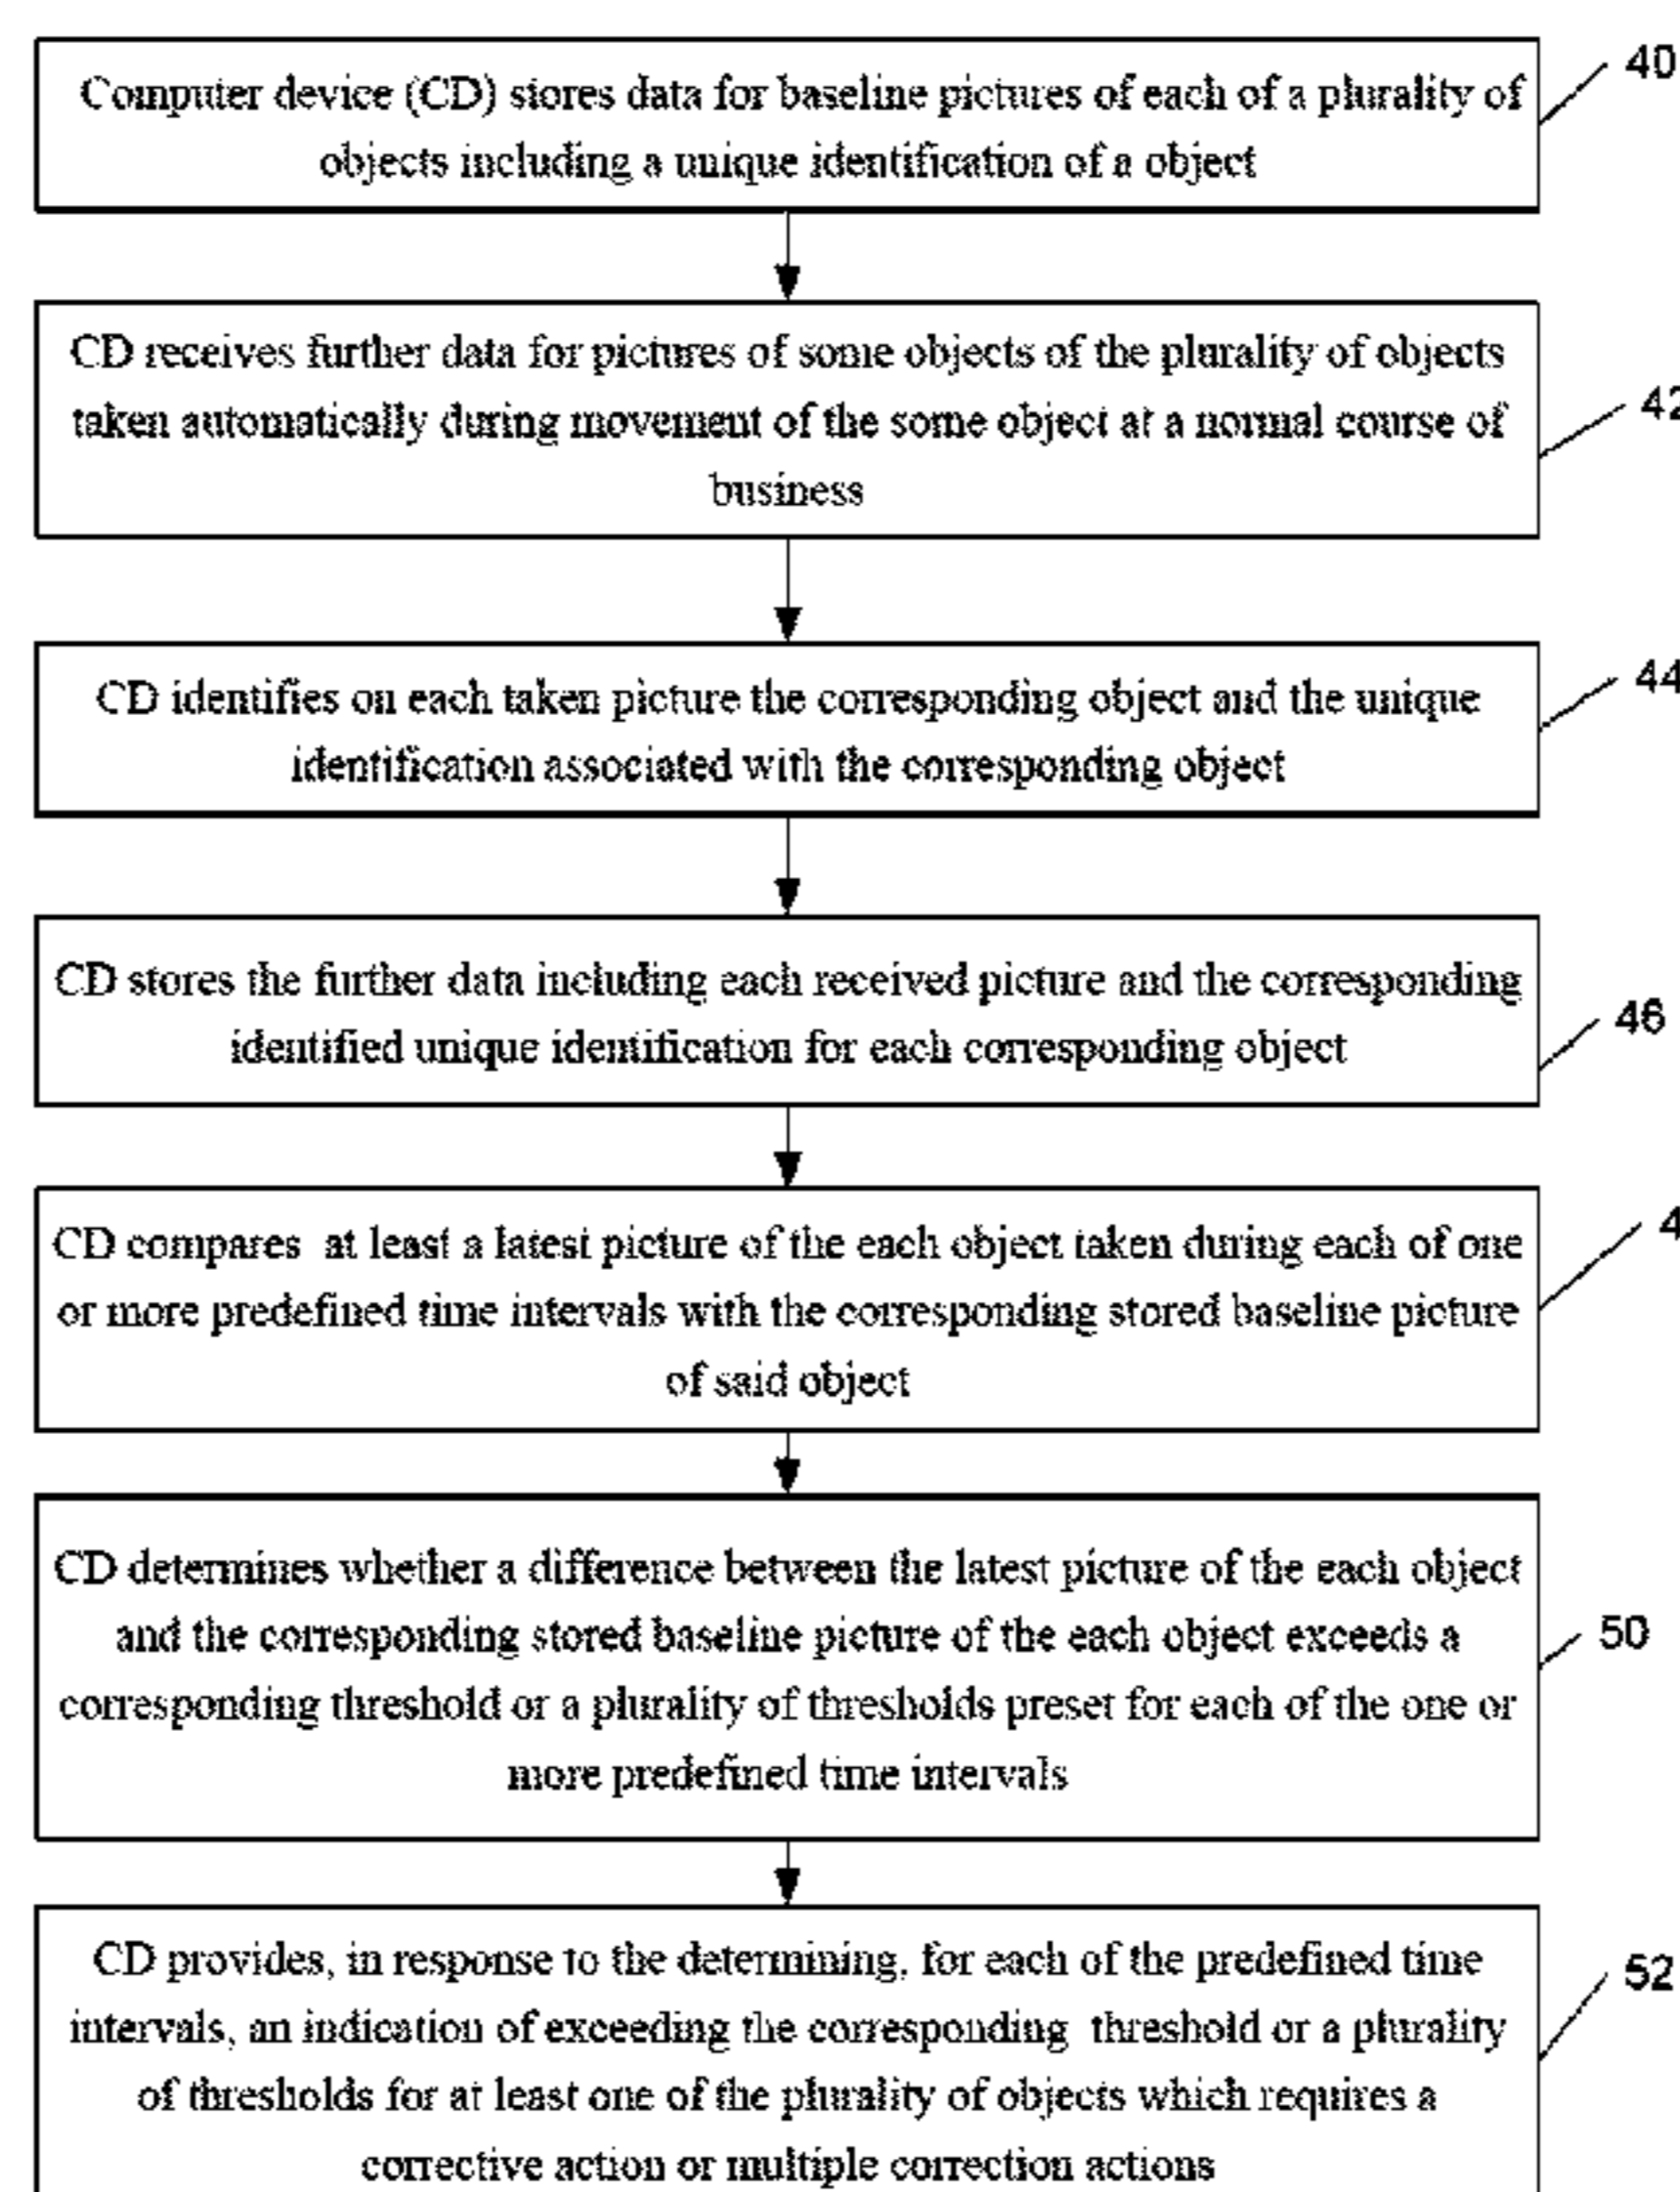 Computer device (CD) stores data for baseline pictures of each of a plurality of
objects including a unique identification of a object
40
CD receives further data for pictures of some objects of the plurality of objects
taken automatically during movement of the some object at a normal course of
business
42
CD identifies on each taken picture the corresponding object and the unique
identification associated with the corresponding object
44
CD stores the further data including each received picture and the corresponding
identified unique identification for each corresponding object
46
CD compares at least a latest picture of the each object taken during each of one
or more predefined time intervals with the corresponding stored baseline picture
of said object
4
CD determines whether a difference between the latest picture of the each object
and the corresponding stored baseline picture of the each object exceeds a
corresponding threshold or a plurality of thresholds preset for each of the one or
more predefined time intervals
50
CD provides, in response to the determining, for each of the predefined time
intervals, an indication of exceeding the corresponding threshold or a plurality
of thresholds for at least one of the plurality of objects which requires a
corrective action or multiple correction actions
52